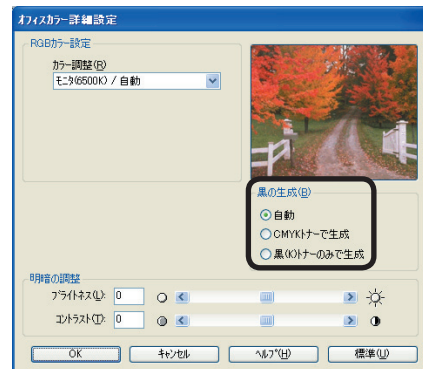 オフィスカラー詳細設定
RGBカラー設定
カラー調整(R)
モニタ(6500K) / 自動
黒の生成(B)
自動
CMYKトナーで生成
黒(K)トナーのみで生成
明暗の調整
ブライトネス(L): 0
コントラスト(T): 0
OK キャンセル ヘルプ(H) 標準(U)